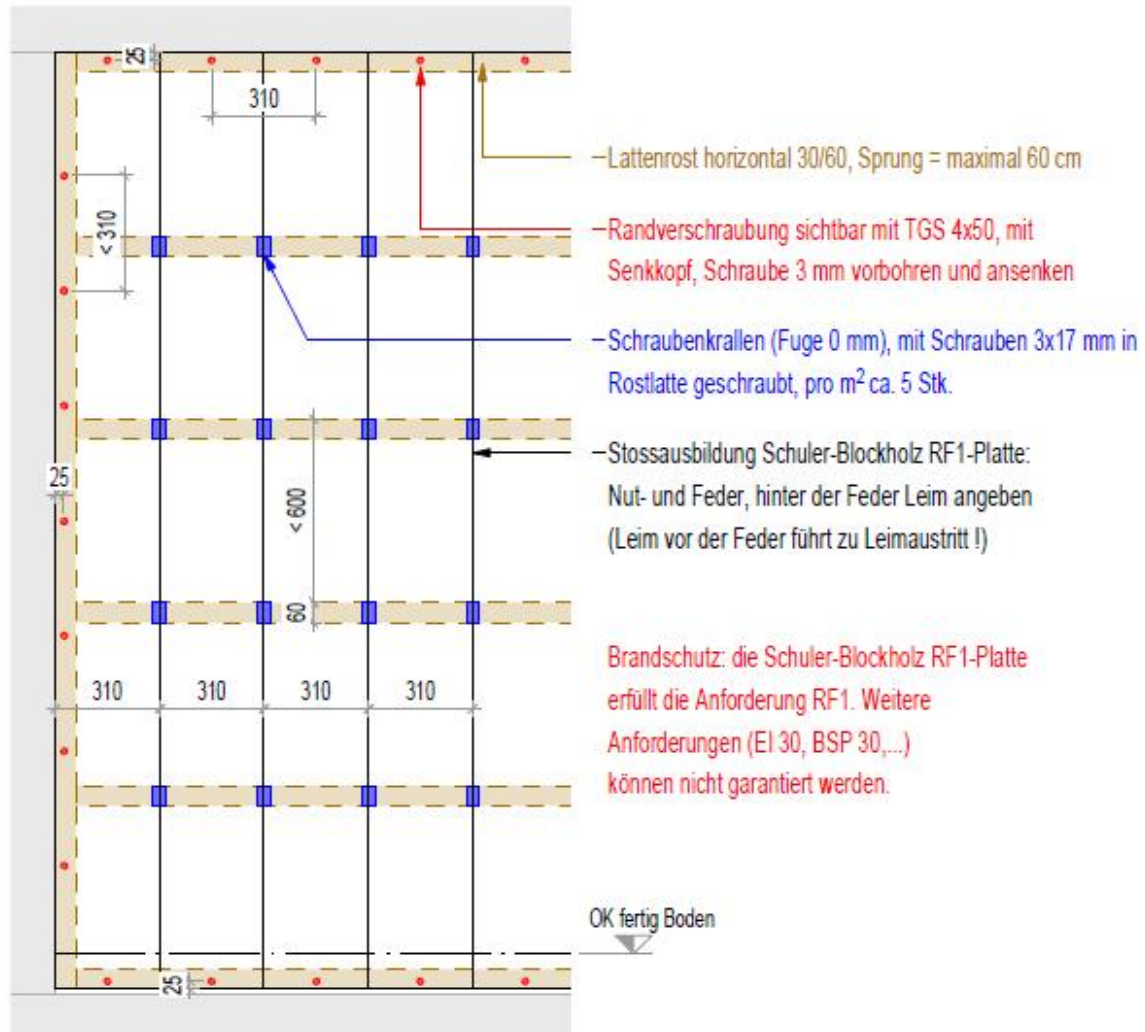 25
310
Lattenrost horizontal 30/60, Sprung = maximal 60 cm
< 310
Randverschraubung sichtbar mit TGS 4x50, mit
Senkkopf, Schraube 3 mm vorbohren und ansenken
Schraubenkrallen (Fuge 0 mm), mit Schrauben 3x17 mm in
Rostlatte geschraubt, pro m² ca. 5 Stk.
25
< 600
Stossausbildung Schuler-Blockholz RF1-Platte:
Nut- und Feder, hinter der Feder Leim angeben
(Leim vor der Feder führt zu Leimaustritt !)
60
310 310 310 310
Brandschutz: die Schuler-Blockholz RF1-Platte
erfüllt die Anforderung RF1. Weitere
Anforderungen (EI 30, BSP 30,...)
können nicht garantiert werden.
OK fertig Boden
25